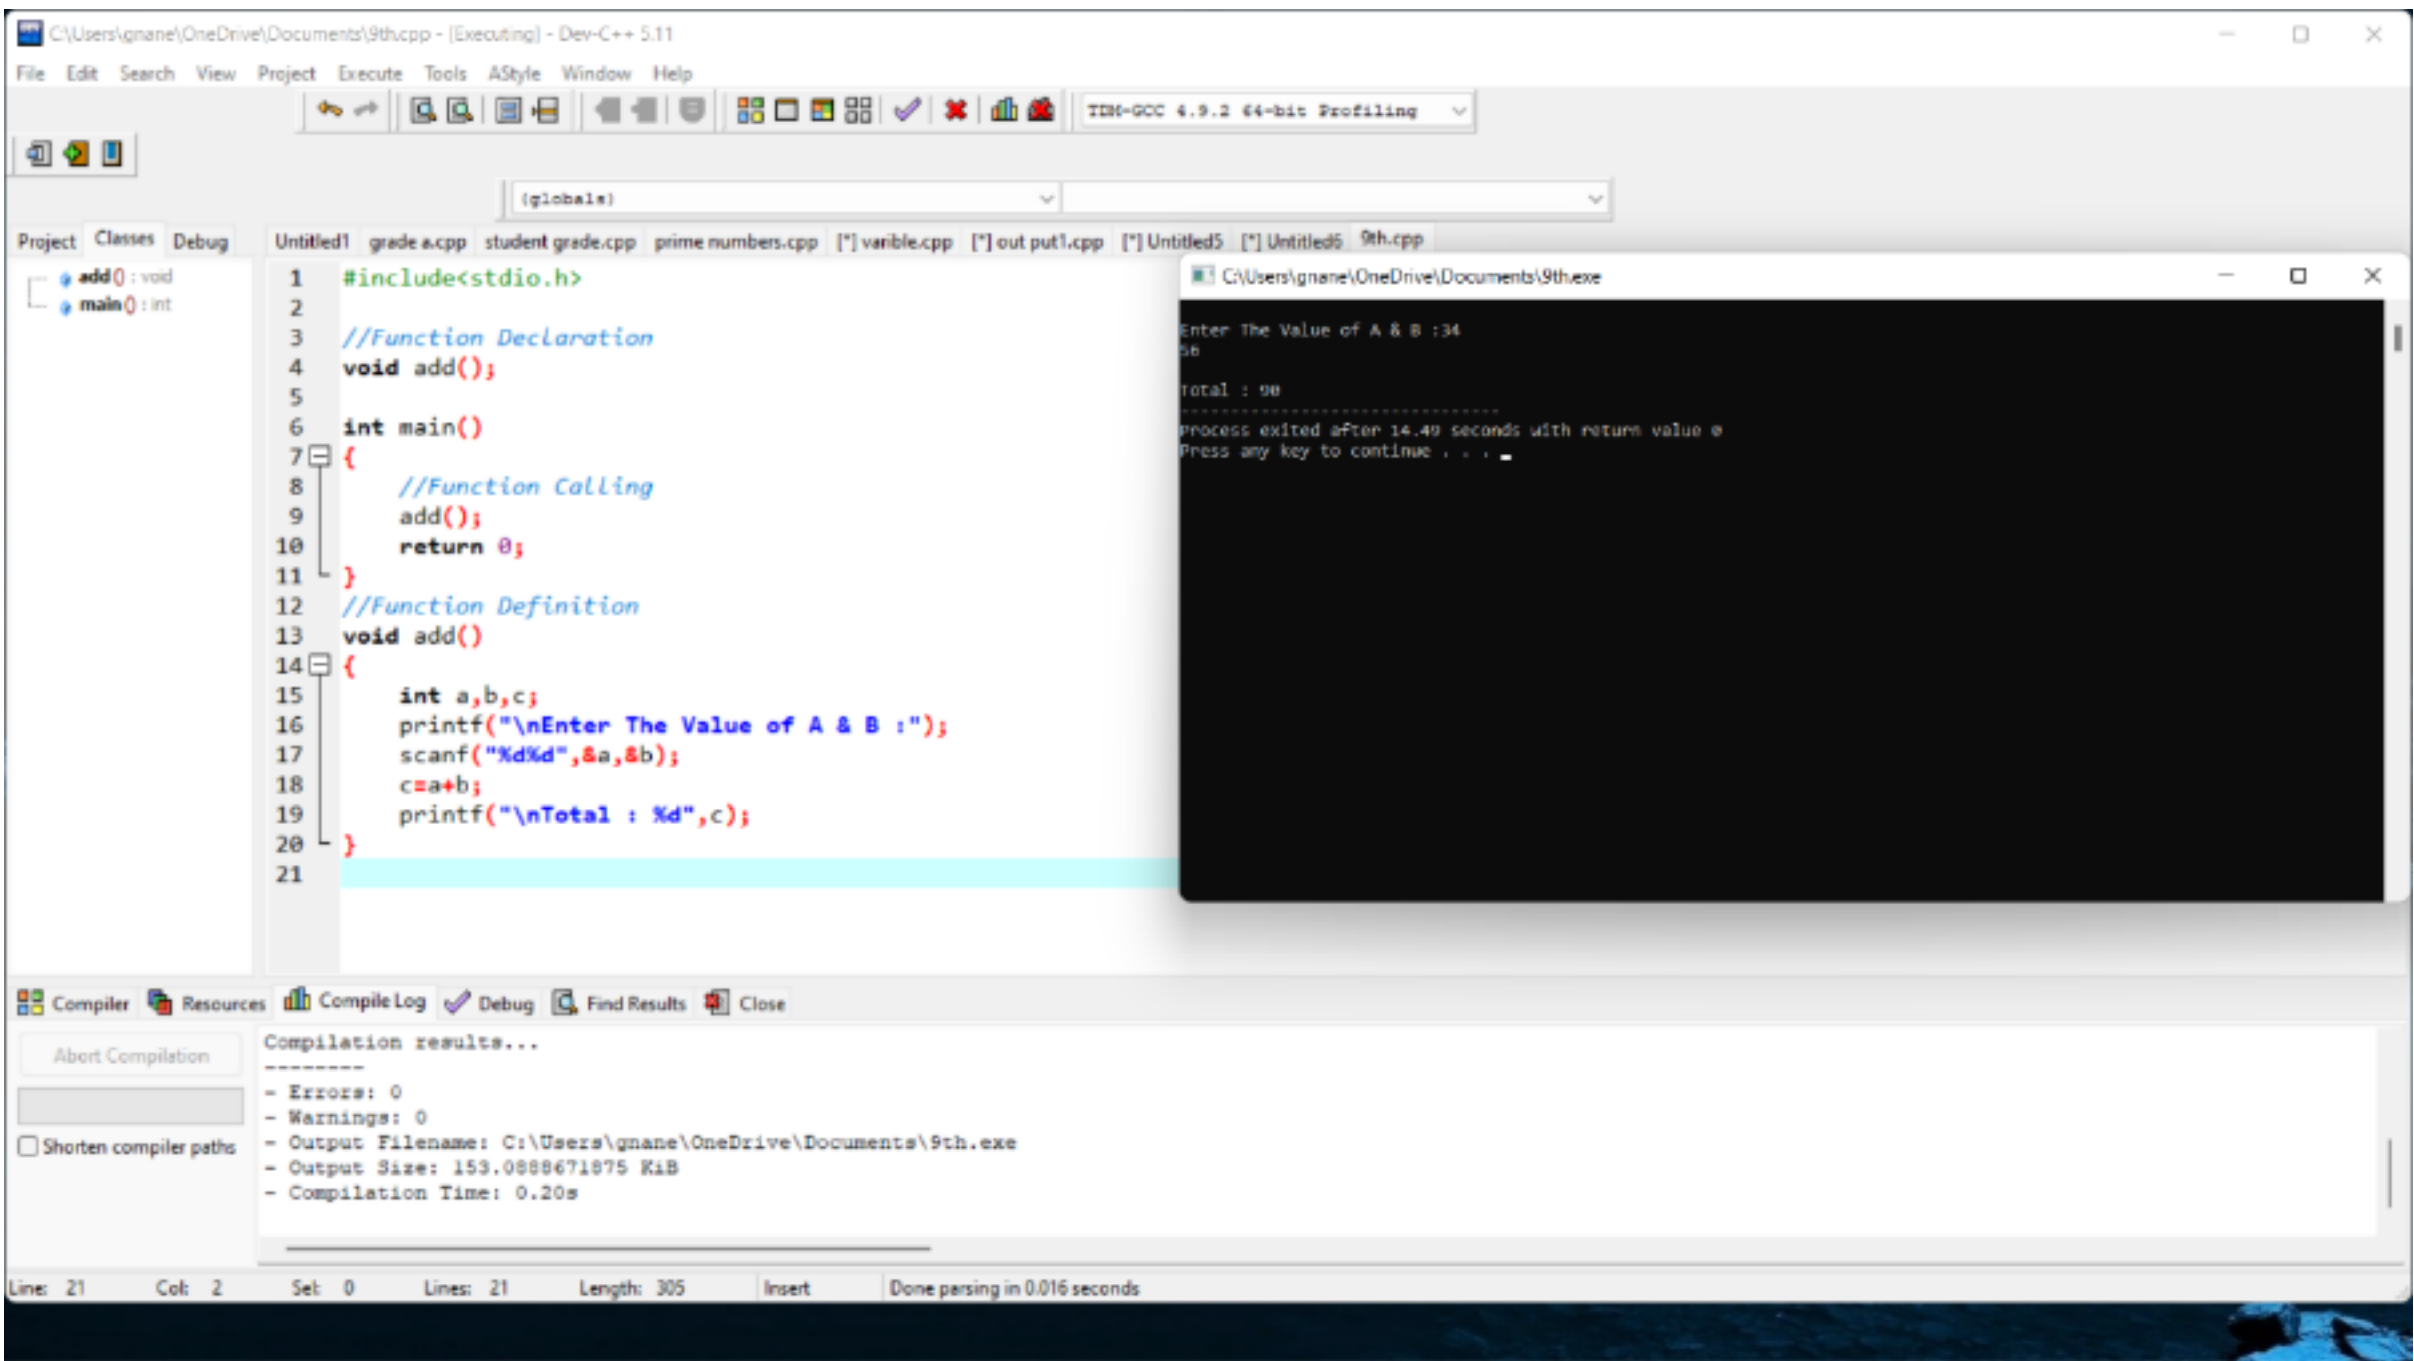 C:\Users\gnane\OneDrive\Documents\9th.cpp - [Executing] - Dev-C++ 5.11
File Edit Search View Project Execute Tools AStyle Window Help
TDM-GCC 4.9.2 64-bit Profiling
(globals)
Project Classes Debug
Untitled1 grade a.cpp student grade.cpp prime numbers.cpp [*] varible.cpp [*] out put1.cpp [*] Untitled5 [*] Untitled6 9th.cpp
add() : void
main() : int
1 #include<stdio.h>
2
3 //Function Declaration
4 void add();
5
6 int main()
7 {
8 //Function Calling
9 add();
10 return 0;
11 }
12 //Function Definition
13 void add()
14 {
15 int a,b,c;
16 printf("\nEnter The Value of A & B :");
17 scanf("%d%d",&a,&b);
18 c=a+b;
19 printf("\nTotal : %d",c);
20 }
21
C:\Users\gnane\OneDrive\Documents\9th.exe
Enter The Value of A & B :34
56
Total : 90
--------------------------------
Process exited after 14.49 seconds with return value 0
Press any key to continue . . .
Compiler Resources Compile Log Debug Find Results Close
Abort Compilation
Shorten compiler paths
Compilation results...
--------
- Errors: 0
- Warnings: 0
- Output Filename: C:\Users\gnane\OneDrive\Documents\9th.exe
- Output Size: 153.0888671875 KiB
- Compilation Time: 0.20s
Line: 21 Col: 2 Sel: 0 Lines: 21 Length: 305 Insert Done parsing in 0.016 seconds